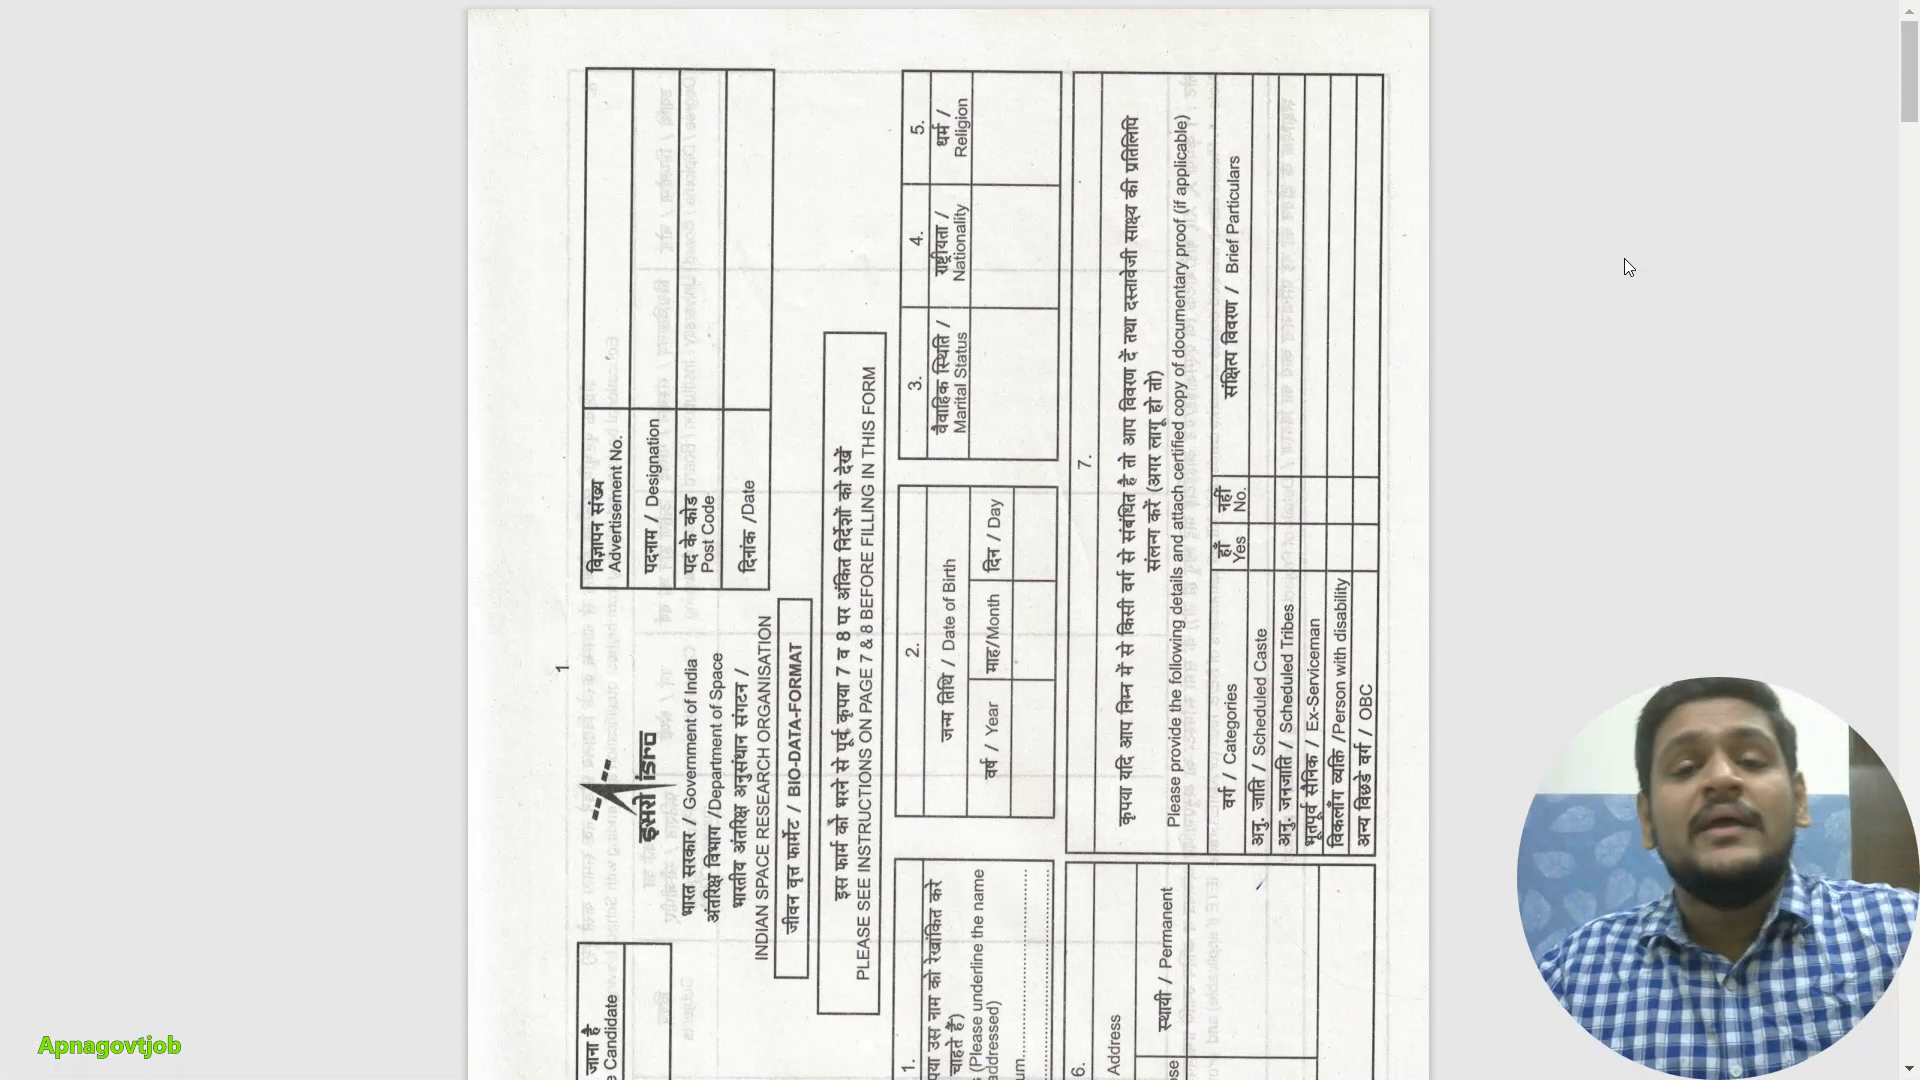 1
जाना है
Candidate
इसरो isro
भारत सरकार / Government of India
अंतरिक्ष विभाग /Department of Space
भारतीय अंतरिक्ष अनुसंधान संगटन /
INDIAN SPACE RESEARCH ORGANISATION
जीवन वृत्त फार्मेट / BIO-DATA-FORMAT
विज्ञापन संख्य
Advertisement No.
पदनाम / Designation
पद के कोड
Post Code
दिनांक /Date
इस फार्म को भरने से पूर्व कृपया 7 व 8 पर अंकित निर्देशों को देखें
PLEASE SEE INSTRUCTIONS ON PAGE 7 & 8 BEFORE FILLING IN THIS FORM
1.
उस नाम को रेखांकित करे
चाहते हैं)
(Please underline the name
addressed)
2.
जन्म तिथि / Date of Birth
वर्ष / Year
माह/Month
दिन / Day
3.
वैवाहिक स्थिति /
Marital Status
4.
राष्ट्रीयता /
Nationality
5.
धर्म /
Religion
6.
Address
स्थायी / Permanent
7.
कृपया यदि आप निम्न में से किसी वर्ग से संबंधित है तो आप विवरण दें तथा दस्तावेजी साक्ष्य की प्रतिलिपि
संलग्न करें (अगर लागू हो तो)
Please provide the following details and attach certified copy of documentary proof (if applicable)
वर्ग / Categories
हाँ
Yes
नहीं
No.
संक्षित्प विवरण / Brief Particulars
अनु. जाति / Scheduled Caste
अनु. जनजाति / Scheduled Tribes
भूतपूर्व सैनिक / Ex-Serviceman
विकलाँग व्यक्ति /Person with disability
अन्य विछडे वर्ग / OBC
Apnagovtjob